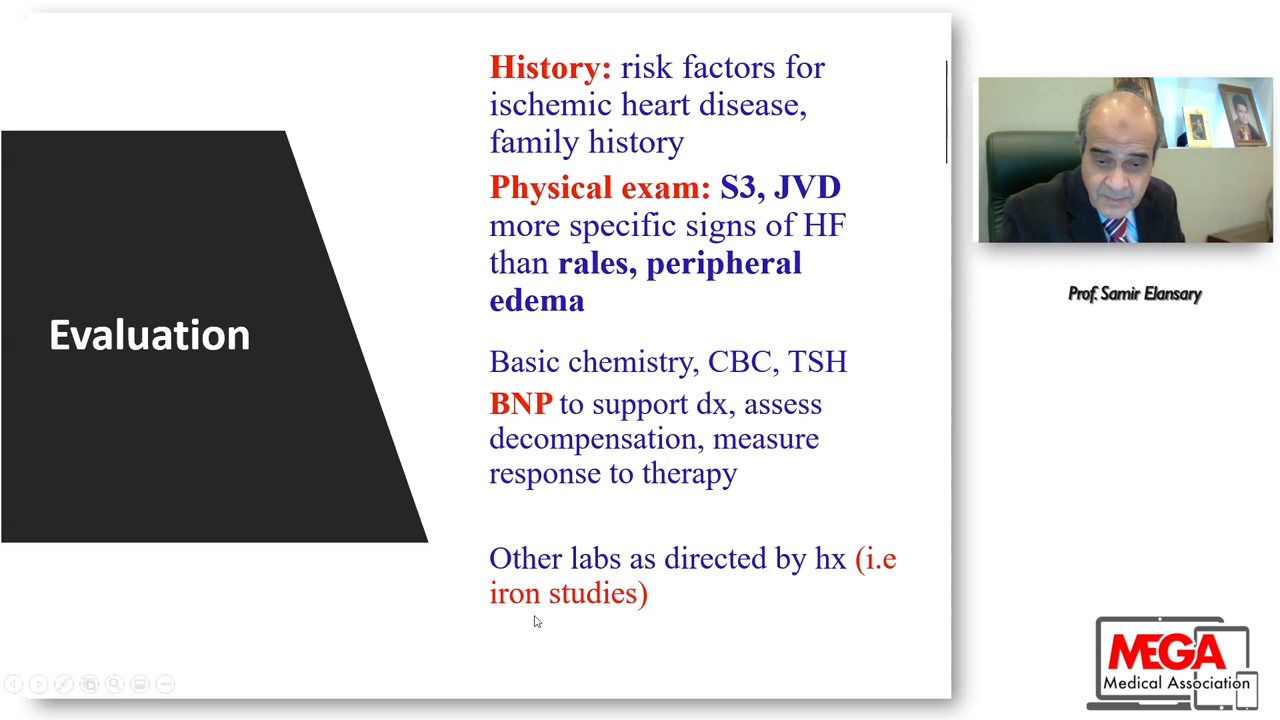 Evaluation
History: risk factors for
ischemic heart disease,
family history
Physical exam: S3, JVD
more specific signs of HF
than rales, peripheral
edema
Basic chemistry, CBC, TSH
BNP to support dx, assess
decompensation, measure
response to therapy
Other labs as directed by hx (i.e
iron studies)
Prof. Samir Elansary
MEGA
Medical Association